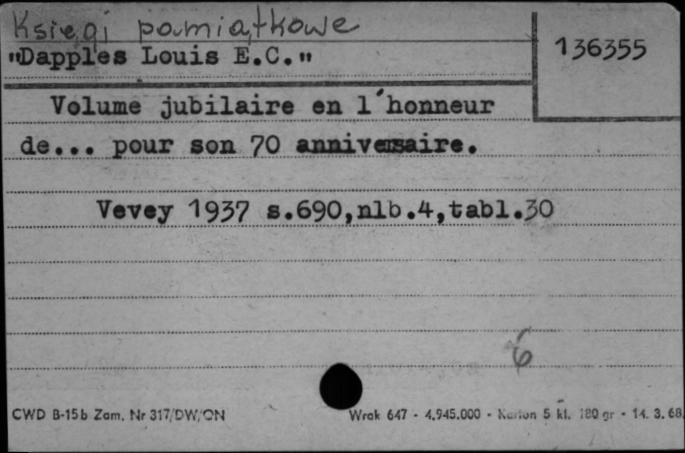 Księgi pamiątkowe
136355
"Dapples Louis E.C."
Volume jubilaire en l'honneur
de... pour son 70 anniversaire.
Vevey 1937 s.690,nlb.4,tabl.30
6
CWD B-15b Zam. Nr 317/DW/ON Wrak 647 - 4.945.000 - Karton 5 kl. 180 gr - 14. 3. 68